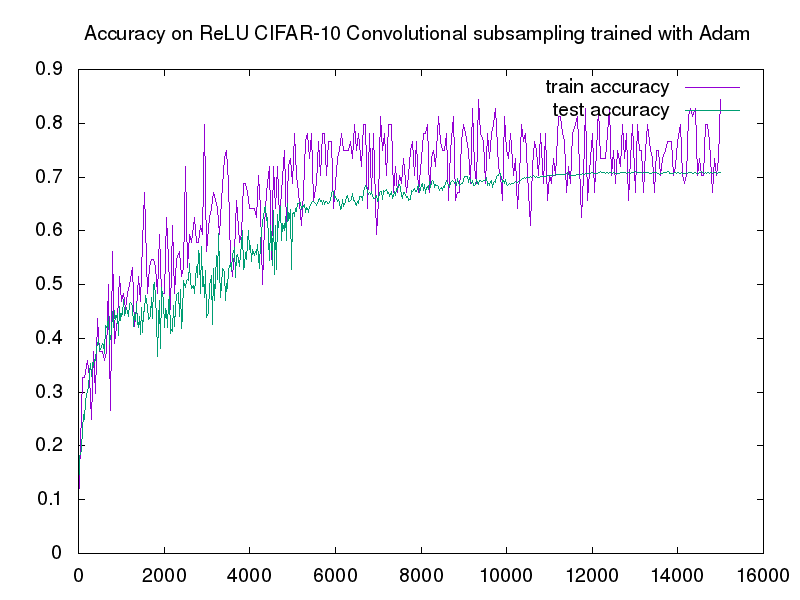 Accuracy on ReLU CIFAR-10 Convolutional subsampling trained with Adam
0.9
train accuracy
test accuracy
0.8
0.7
0.6
0.5
0.4
0.3
0.2
0.1
0
0 2000 4000 6000 8000 10000 12000 14000 16000